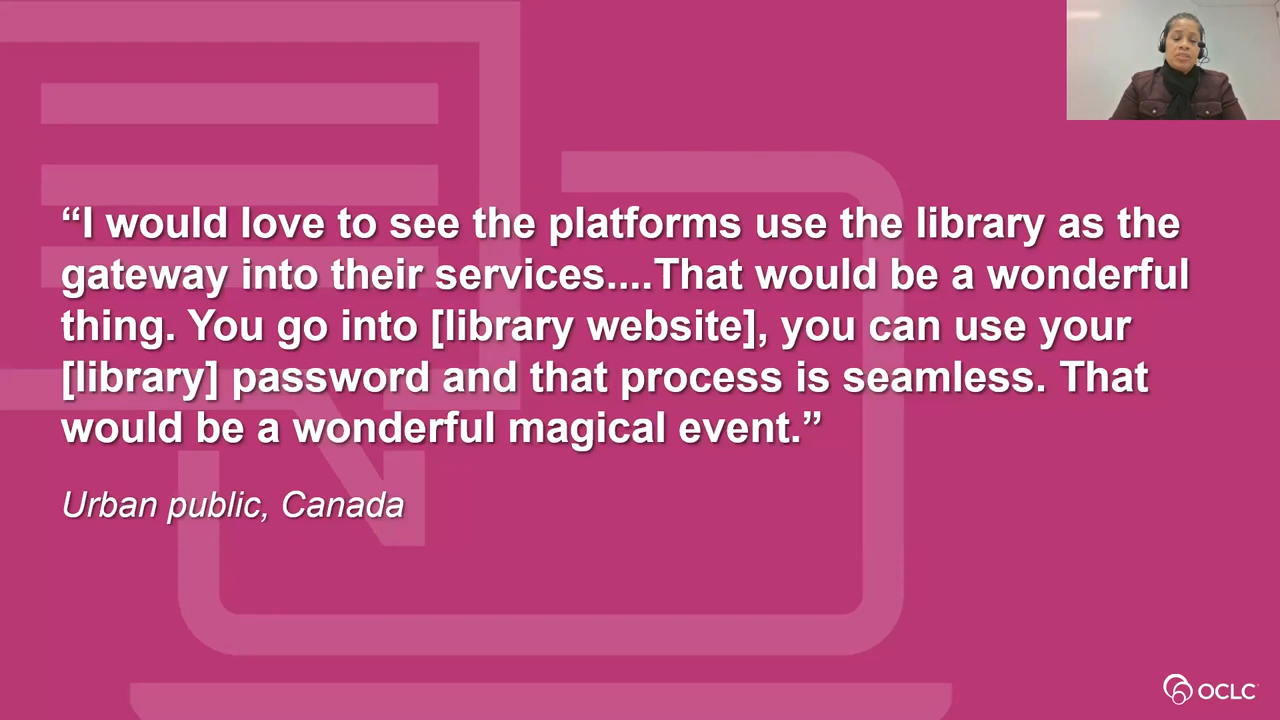 “I would love to see the platforms use the library as the
gateway into their services....That would be a wonderful
thing. You go into [library website], you can use your
[library] password and that process is seamless. That
would be a wonderful magical event.”
Urban public, Canada
OCLC